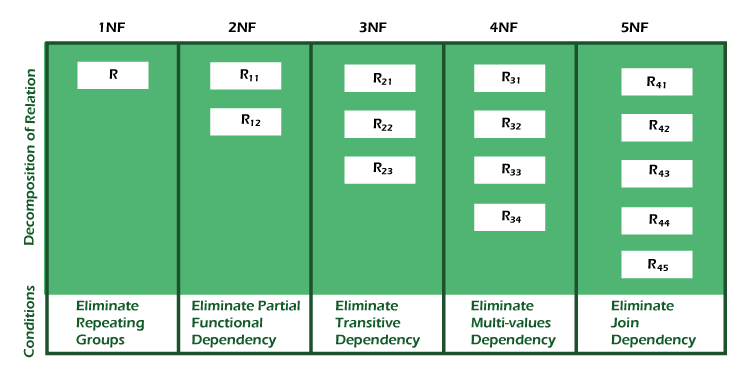 1NF 2NF 3NF 4NF 5NF
Decomposition of Relation
R R₁₁ R₂₁ R₃₁ R₄₁
R₁₂ R₂₂ R₃₂ R₄₂
R₂₃ R₃₃ R₄₃
R₃₄ R₄₄
R₄₅
Conditions
Eliminate
Repeating
Groups
Eliminate Partial
Functional
Dependency
Eliminate
Transitive
Dependency
Eliminate
Multi-values
Dependency
Eliminate
Join
Dependency